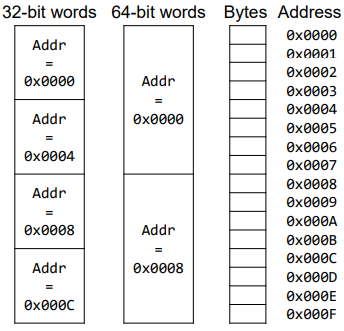 32-bit words 64-bit words Bytes Address
Addr
=
0x0000
Addr
=
0x0004
Addr
=
0x0008
Addr
=
0x000C
Addr
=
0x0000
Addr
=
0x0008
0x0000
0x0001
0x0002
0x0003
0x0004
0x0005
0x0006
0x0007
0x0008
0x0009
0x000A
0x000B
0x000C
0x000D
0x000E
0x000F